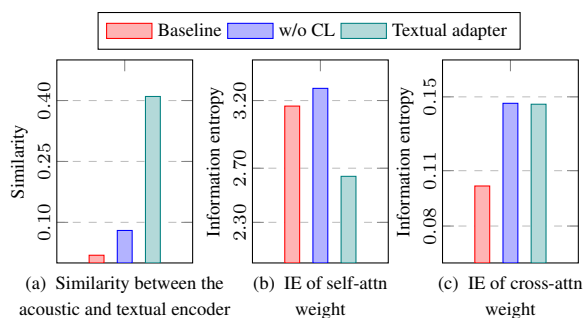 Baseline w/o CL Textual adapter
Similarity
0.40
0.25
0.10
(a) Similarity between the
acoustic and textual encoder
Information entropy
3.20
2.70
2.30
(b) IE of self-attn
weight
Information entropy
0.15
0.11
0.08
(c) IE of cross-attn
weight